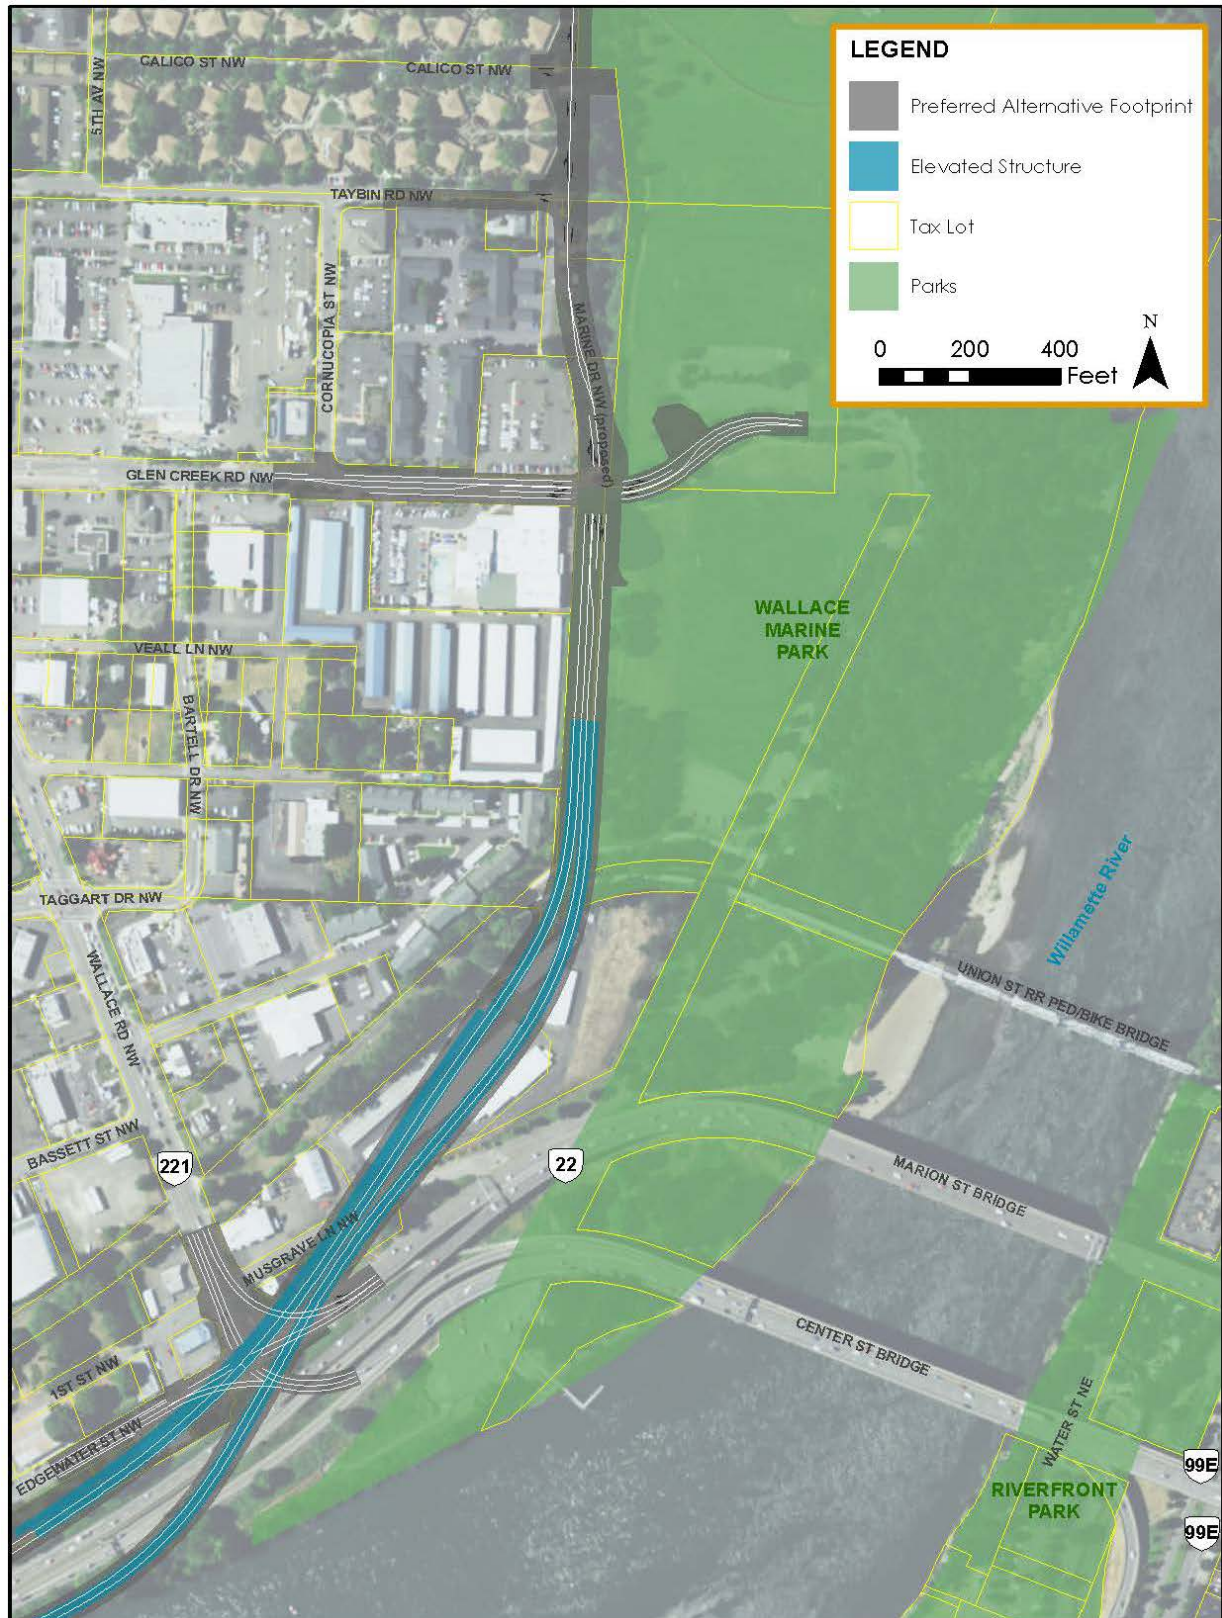 LEGEND
Preferred Alternative Footprint
Elevated Structure
Tax Lot
Parks
0 200 400
Feet
N
CALICO ST NW
CALICO ST NW
5TH AV NW
TAYBIN RD NW
CORNUCOPIA ST NW
MARINE DR NW (proposed)
GLEN CREEK RD NW
WALLACE
MARINE
PARK
VEALL LN NW
BARTELL DR NW
TAGGART DR NW
WALLACE RD NW
Willamette River
UNION ST RR PED/BIKE BRIDGE
BASSETT ST NW
221
22
MARION ST BRIDGE
MUSGRAVE LN NW
CENTER ST BRIDGE
1ST ST NW
WATER ST NE
EDGEWATER ST NW
99E
RIVERFRONT
PARK
99E